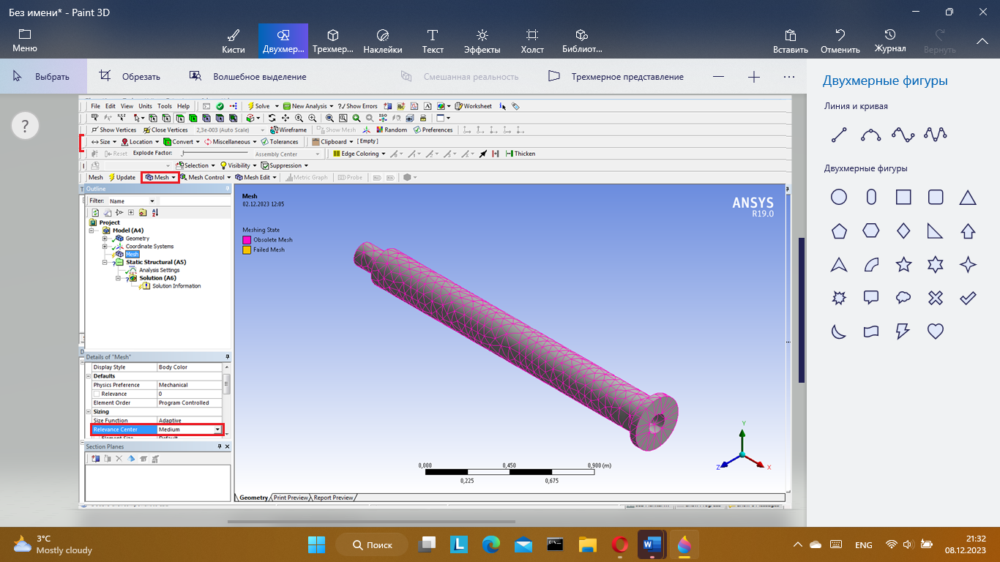 Без имени* - Paint 3D
Меню
Кисти
Двухмер...
Трехмер...
Наклейки
Текст
Эффекты
Холст
Библиот...
Вставить
Отменить
Журнал
Вернуть
Выбрать
Обрезать
Волшебное выделение
Смешанная реальность
Трехмерное представление
Двухмерные фигуры
Линия и кривая
Двухмерные фигуры
?
File Edit View Units Tools Help Solve New Analysis ?/ Show Errors Worksheet
Show Vertices Close Vertices 2,3e-003 (Auto Scale) Wireframe Show Mesh Random Preferences
Size Location Convert Miscellaneous Tolerances Clipboard [ Empty ]
Reset Explode Factor: Assembly Center Edge Coloring Thicken
Selection Visibility Suppression
Mesh Update Mesh Mesh Control Mesh Edit Metric Graph Probe
Outline
Filter: Name
Project
Model (A4)
Geometry
Coordinate Systems
Mesh
Static Structural (A5)
Analysis Settings
Solution (A6)
Solution Information
Details of "Mesh"
Display Style Body Color
Defaults
Physics Preference Mechanical
Relevance 0
Element Order Program Controlled
Sizing
Size Function Adaptive
Relevance Center Medium
Element Size Default
Section Planes
Mesh
02.12.2023 12:05
Meshing State
Obsolete Mesh
Failed Mesh
ANSYS
R19.0
0,000 0,450 0,900 (m)
0,225 0,675
Y
Z X
Geometry Print Preview Report Preview
3°C
Mostly cloudy
Поиск
L
W
ENG
21:32
08.12.2023